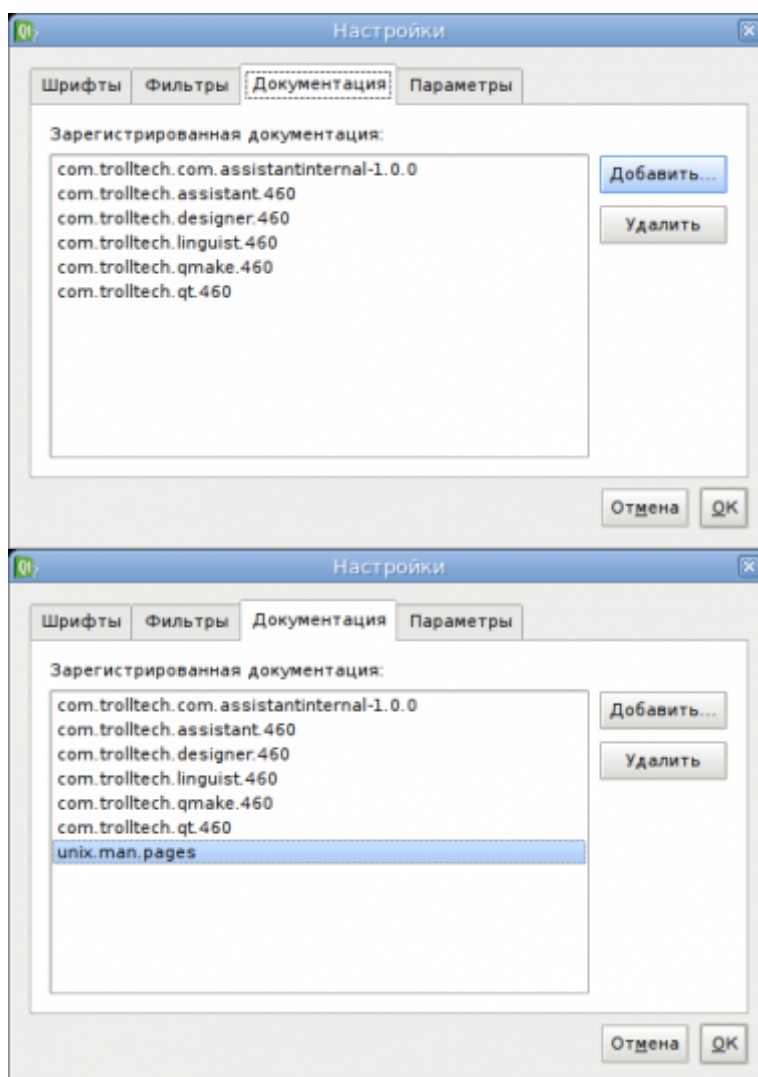 Настройки
Шрифты Фильтры Документация Параметры
Зарегистрированная документация:
com.trolltech.com.assistantinternal-1.0.0
com.trolltech.assistant.460
com.trolltech.designer.460
com.trolltech.linguist.460
com.trolltech.qmake.460
com.trolltech.qt.460
Добавить...
Удалить
Отмена OK
Настройки
Шрифты Фильтры Документация Параметры
Зарегистрированная документация:
com.trolltech.com.assistantinternal-1.0.0
com.trolltech.assistant.460
com.trolltech.designer.460
com.trolltech.linguist.460
com.trolltech.qmake.460
com.trolltech.qt.460
unix.man.pages
Добавить...
Удалить
Отмена OK